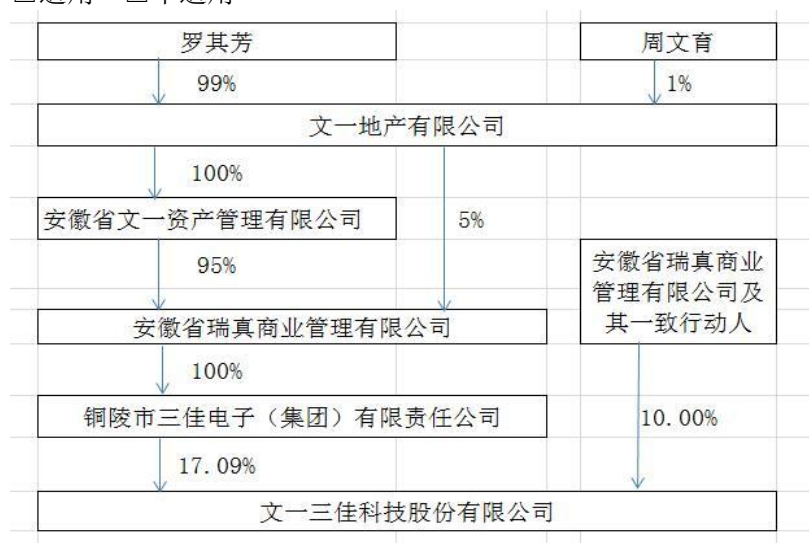 罗其芳
周文育
99%
1%
文一地产有限公司
100%
安徽省文一资产管理有限公司
5%
95%
安徽省瑞真商业
管理有限公司及
其一致行动人
安徽省瑞真商业管理有限公司
100%
铜陵市三佳电子（集团）有限责任公司
10.00%
17.09%
文一三佳科技股份有限公司